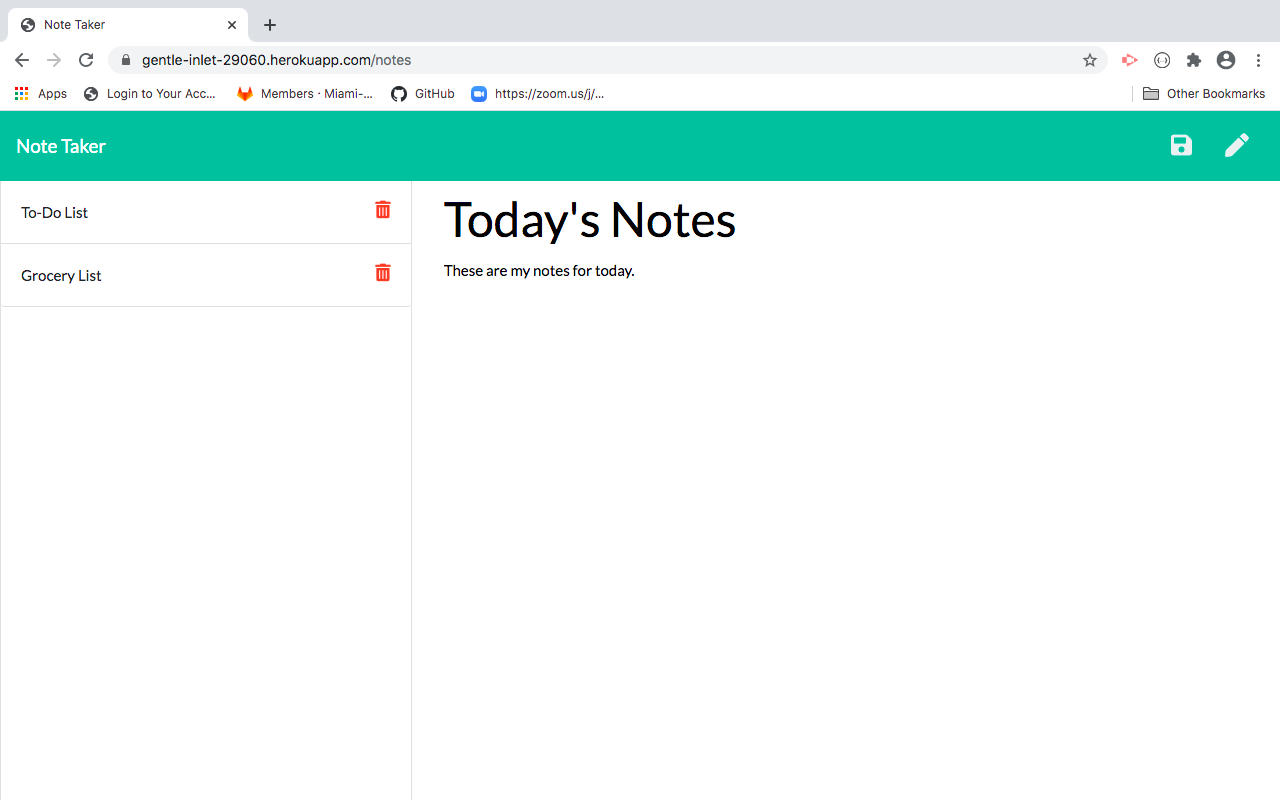 Note Taker
gentle-inlet-29060.herokuapp.com/notes
Apps
Login to Your Acc...
Members · Miami-...
GitHub
https://zoom.us/j/...
Other Bookmarks
Note Taker
To-Do List
Grocery List
Today's Notes
These are my notes for today.